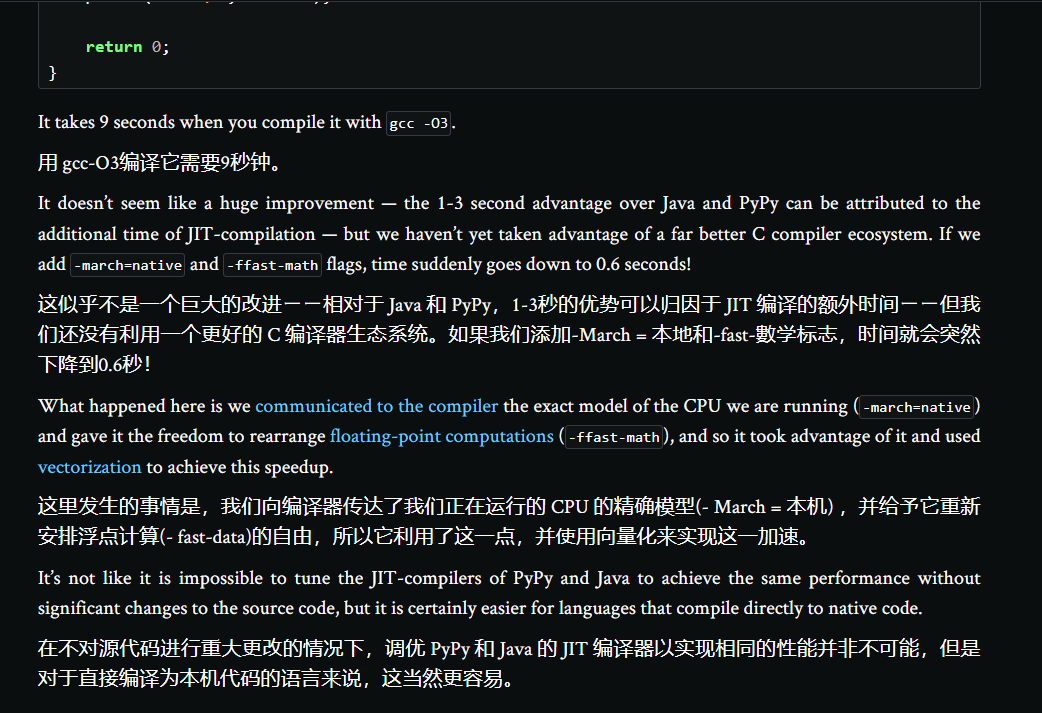 return 0;
}
It takes 9 seconds when you compile it with gcc -O3.
用 gcc-O3编译它需要9秒钟。
It doesn’t seem like a huge improvement — the 1-3 second advantage over Java and PyPy can be attributed to the
additional time of JIT-compilation — but we haven’t yet taken advantage of a far better C compiler ecosystem. If we
add -march=native and -ffast-math flags, time suddenly goes down to 0.6 seconds!
这似乎不是一个巨大的改进－－相对于 Java 和 PyPy，1-3秒的优势可以归因于 JIT 编译的额外时间－－但我
们还没有利用一个更好的 C 编译器生态系统。如果我们添加-March = 本地和-fast-數学标志，时间就会突然
下降到0.6秒！
What happened here is we communicated to the compiler the exact model of the CPU we are running (-march=native)
and gave it the freedom to rearrange floating-point computations (-ffast-math), and so it took advantage of it and used
vectorization to achieve this speedup.
这里发生的事情是，我们向编译器传达了我们正在运行的 CPU 的精确模型(- March = 本机) ，并给予它重新
安排浮点计算(- fast-data)的自由，所以它利用了这一点，并使用向量化来实现这一加速。
It’s not like it is impossible to tune the JIT-compilers of PyPy and Java to achieve the same performance without
significant changes to the source code, but it is certainly easier for languages that compile directly to native code.
在不对源代码进行重大更改的情况下，调优 PyPy 和 Java 的 JIT 编译器以实现相同的性能并非不可能，但是
对于直接编译为本机代码的语言来说，这当然更容易。